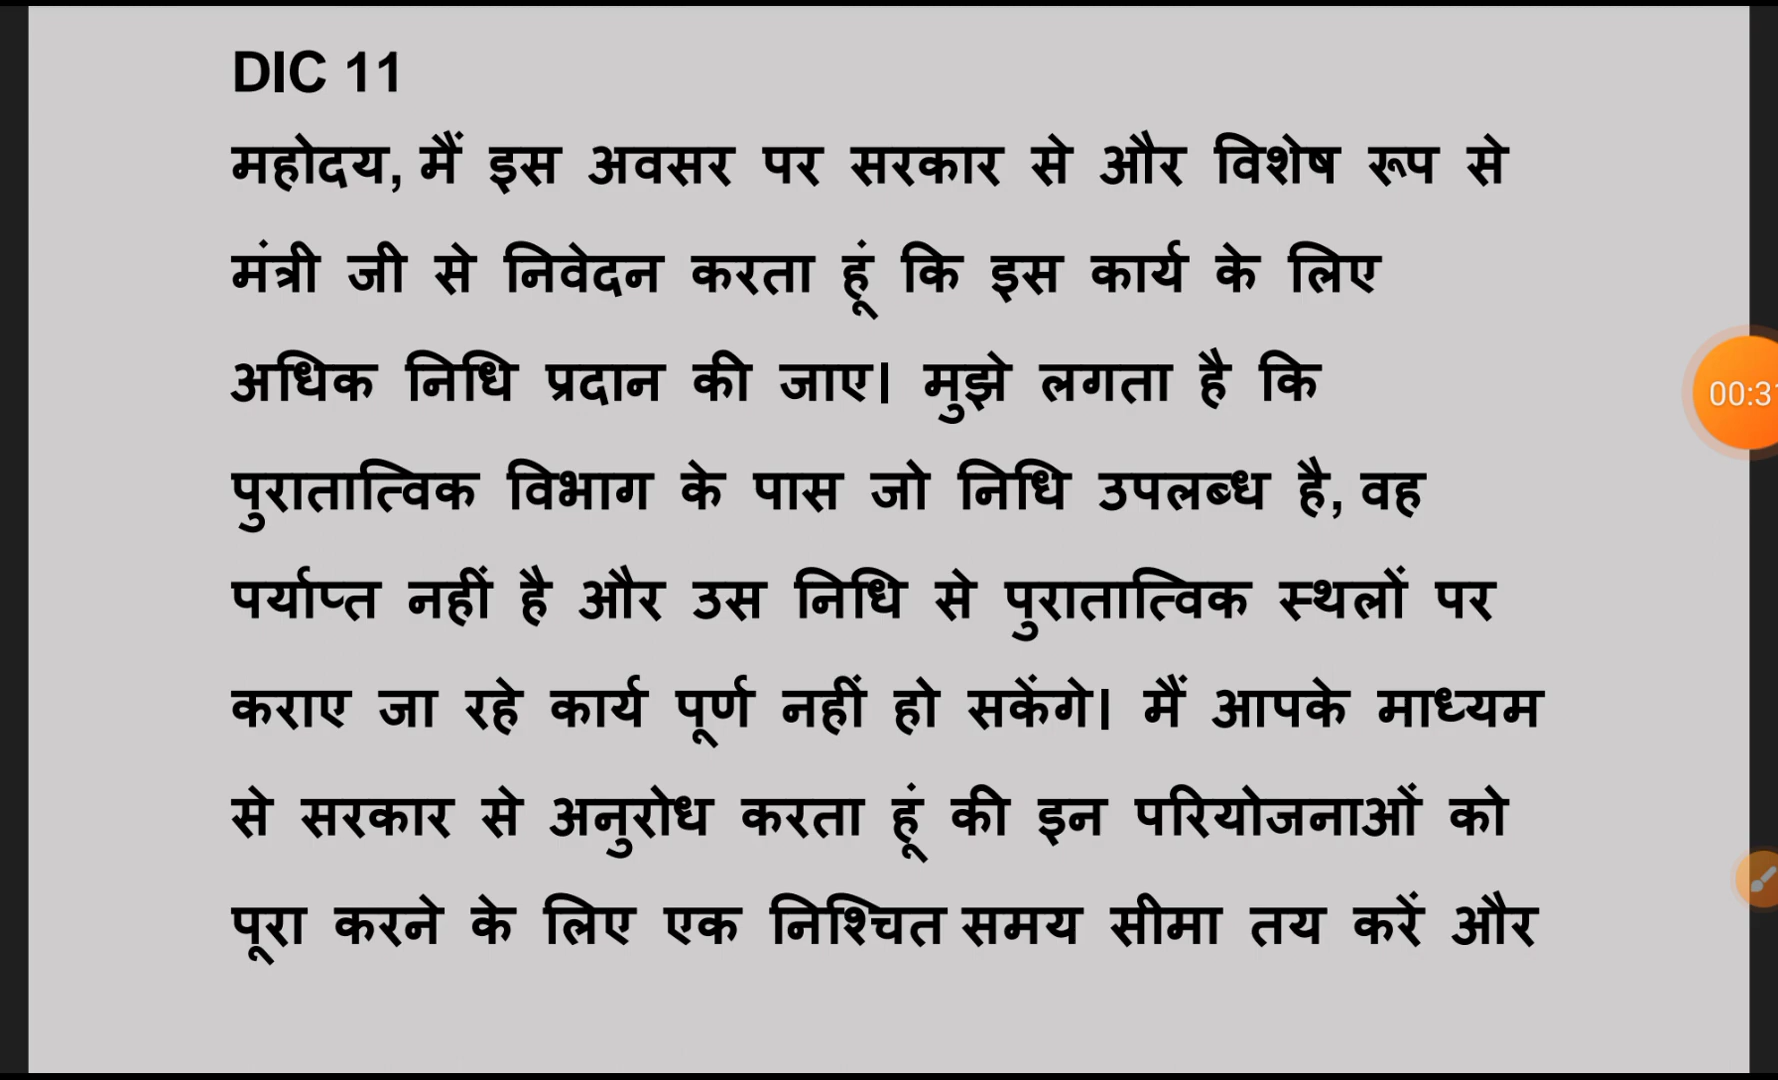 DIC 11
महोदय, मैं इस अवसर पर सरकार से और विशेष रूप से
मंत्री जी से निवेदन करता हूं कि इस कार्य के लिए
अधिक निधि प्रदान की जाए। मुझे लगता है कि
पुरातात्विक विभाग के पास जो निधि उपलब्ध है, वह
पर्याप्त नहीं है और उस निधि से पुरातात्विक स्थलों पर
कराए जा रहे कार्य पूर्ण नहीं हो सकेंगे। मैं आपके माध्यम
से सरकार से अनुरोध करता हूं की इन परियोजनाओं को
पूरा करने के लिए एक निश्चित समय सीमा तय करें और
00:31